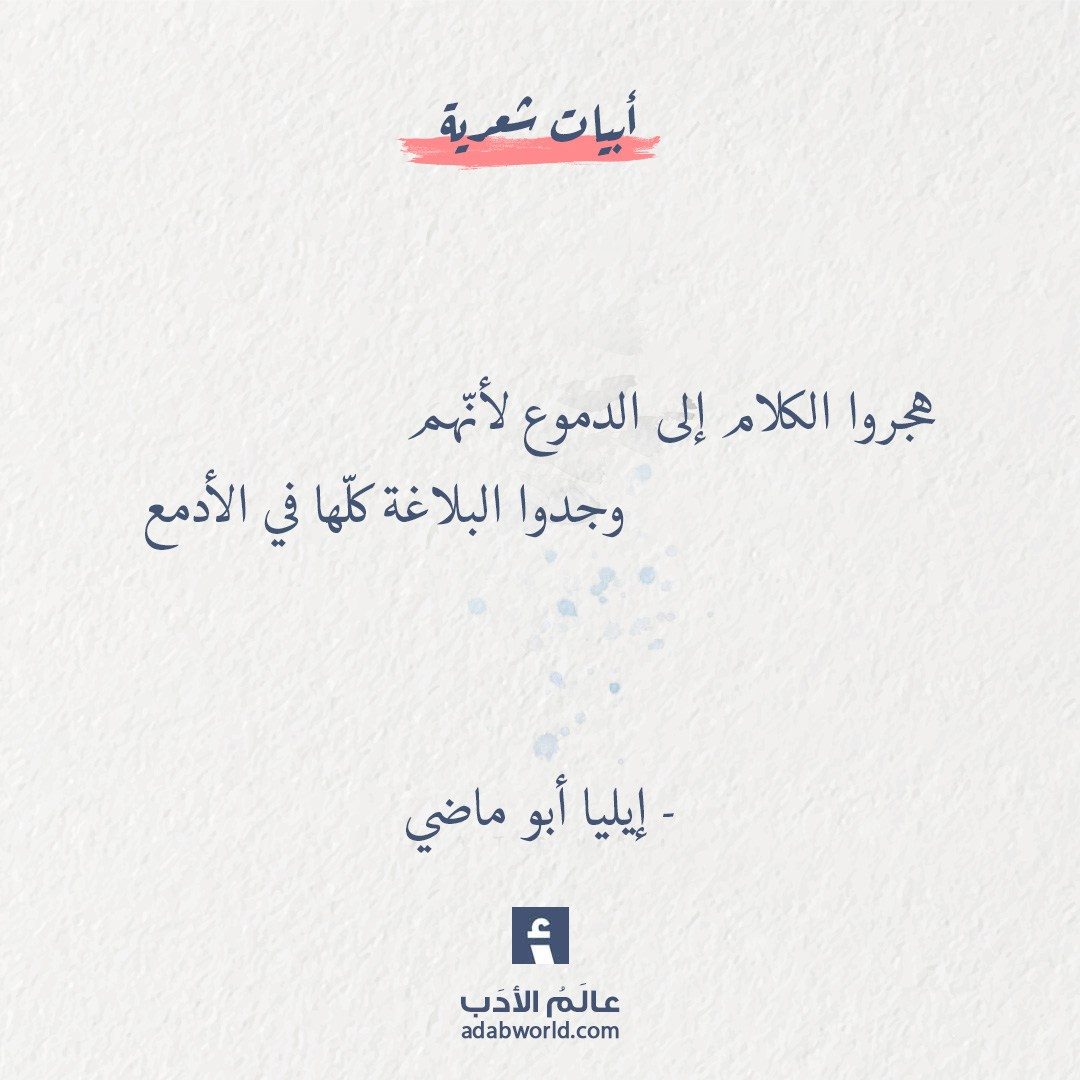 أبيات شعرية
هجروا الكلام إلى الدموع لأنّهم
وجدوا البلاغة كلّها في الأدمع
- إيليا أبو ماضي
أ
عالَمُ الأدَب
adabworld.com